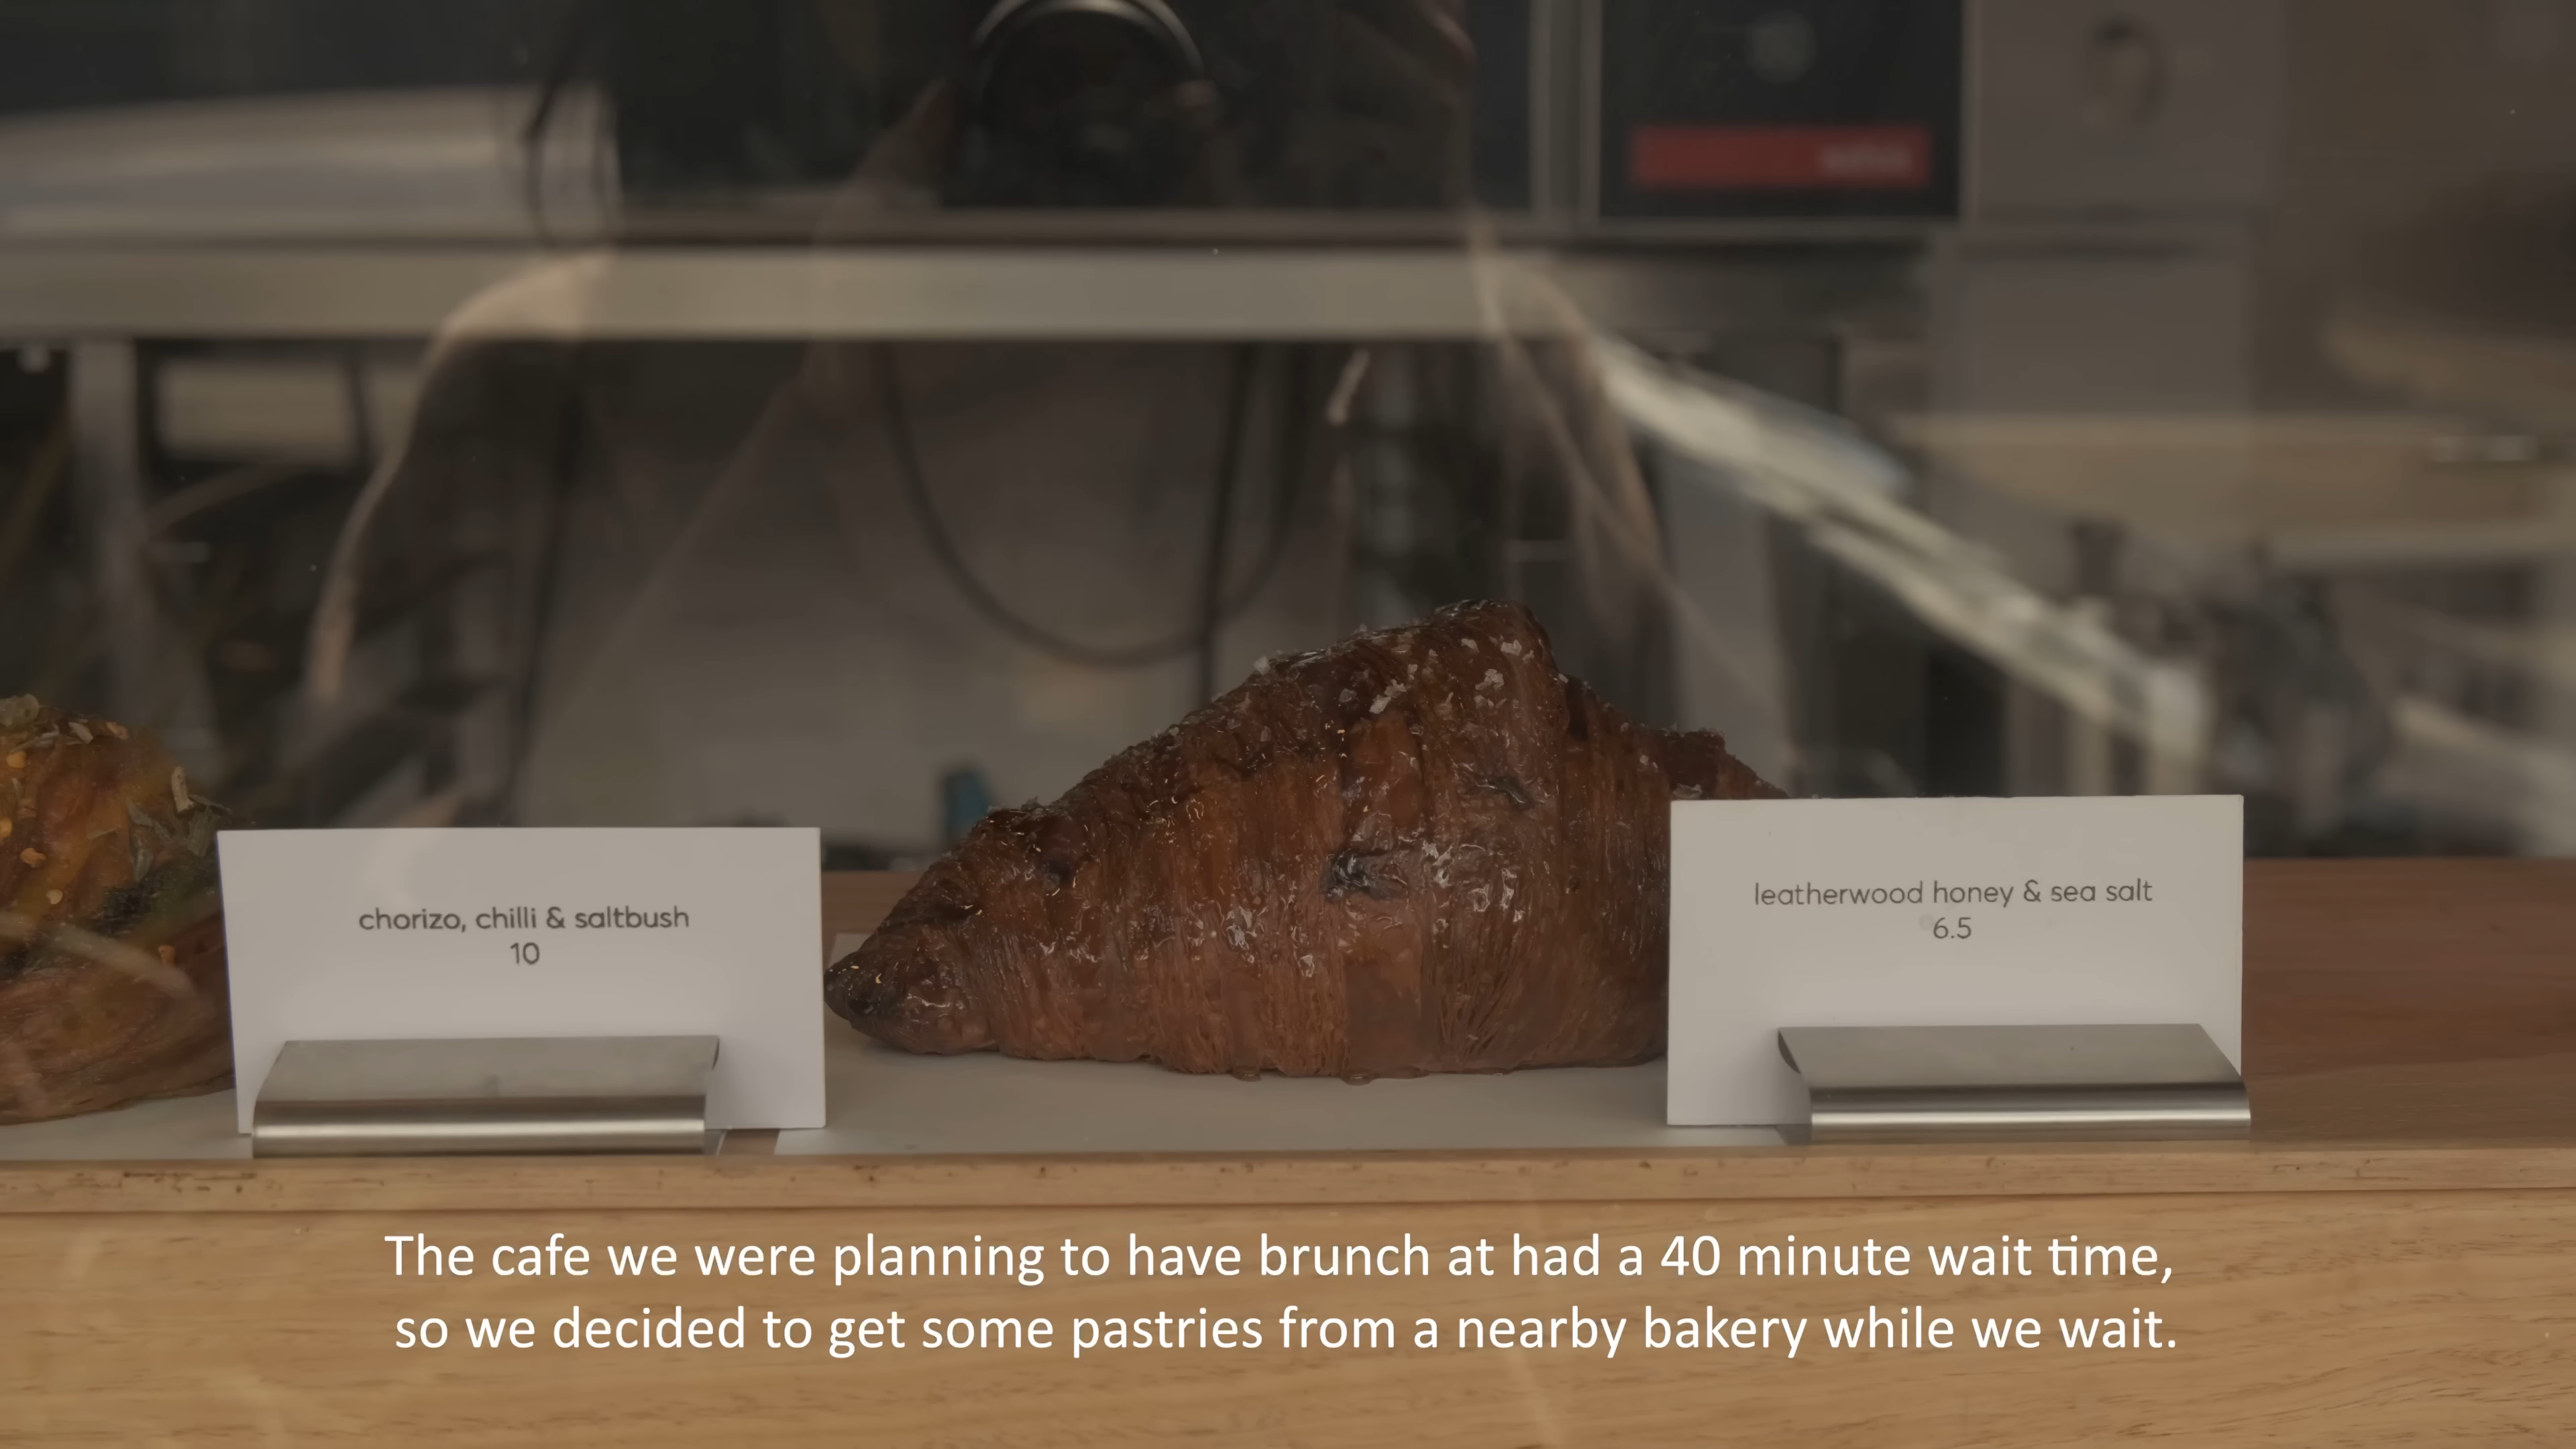 chorizo, chilli & saltbush
10
leatherwood honey & sea salt
6.5
The cafe we were planning to have brunch at had a 40 minute wait time,
so we decided to get some pastries from a nearby bakery while we wait.